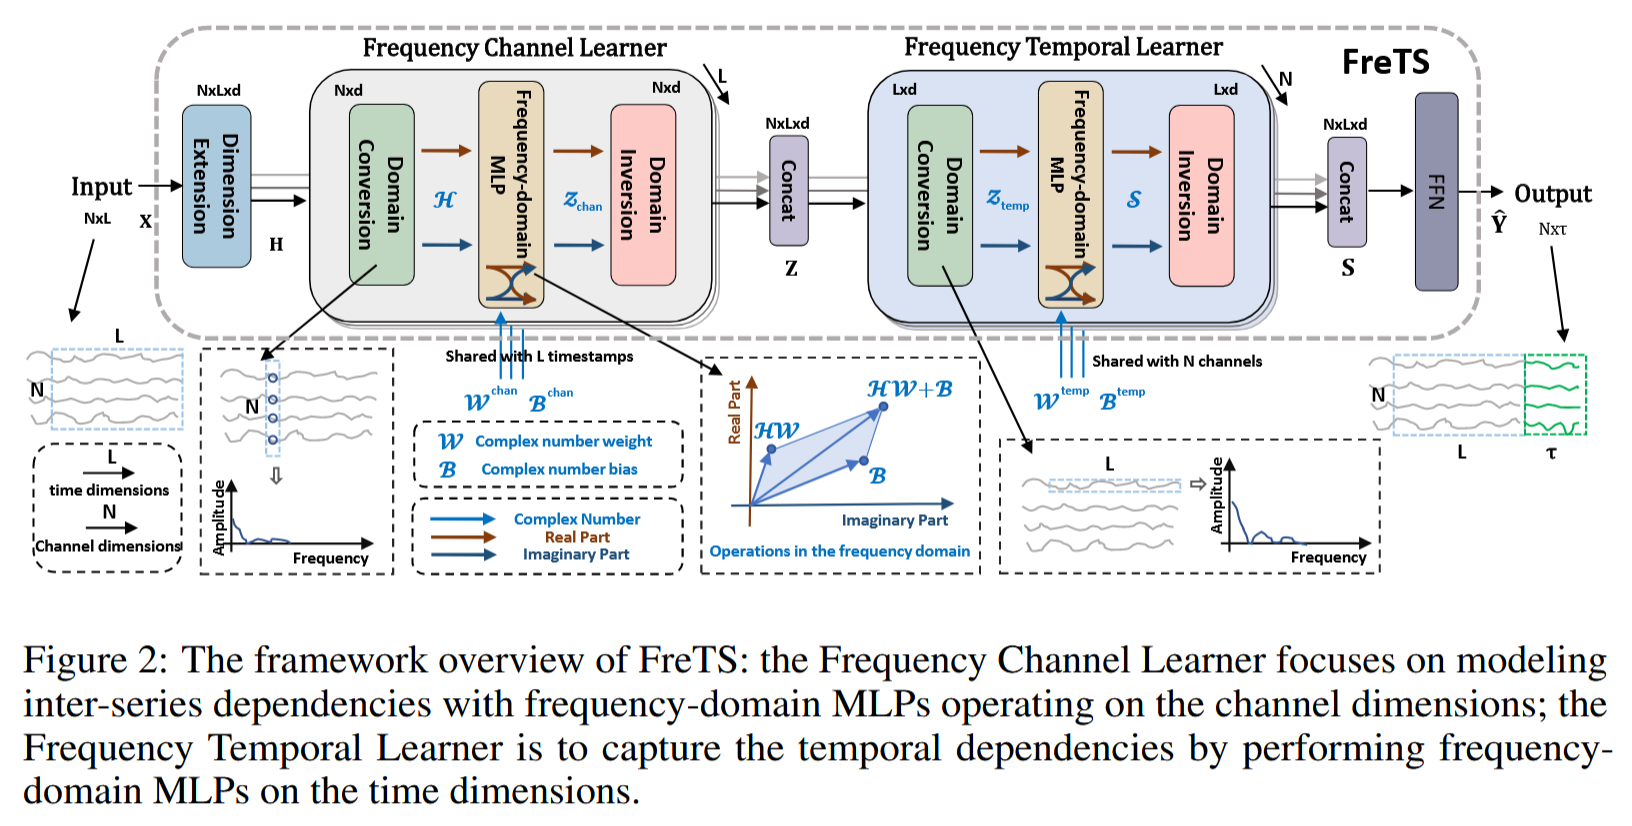 Frequency Channel Learner
Frequency Temporal Learner
FreTS
NxLxd
Dimension Extension
Input
NxL
X
H
Nxd
Domain Conversion
ℋ
Frequency-domain MLP
𝒵chan
Nxd
Domain Inversion
L
NxLxd
Concat
Z
Lxd
Domain Conversion
𝒵temp
Frequency-domain MLP
𝒮
Lxd
Domain Inversion
N
NxLxd
Concat
S
FFN
Output
Ŷ
Nxτ
Shared with L timestamps
𝒲chan ℬchan
Shared with N channels
𝒲temp ℬtemp
L
N
L
time dimensions
N
Channel dimensions
N
Amplitude
Frequency
𝒲 Complex number weight
ℬ Complex number bias
Complex Number
Real Part
Imaginary Part
Real Part
ℋ𝒲
ℋ𝒲+ℬ
ℬ
Imaginary Part
Operations in the frequency domain
L
Amplitude
Frequency
N
L
τ
Figure 2: The framework overview of FreTS: the Frequency Channel Learner focuses on modeling
inter-series dependencies with frequency-domain MLPs operating on the channel dimensions; the
Frequency Temporal Learner is to capture the temporal dependencies by performing frequency-
domain MLPs on the time dimensions.